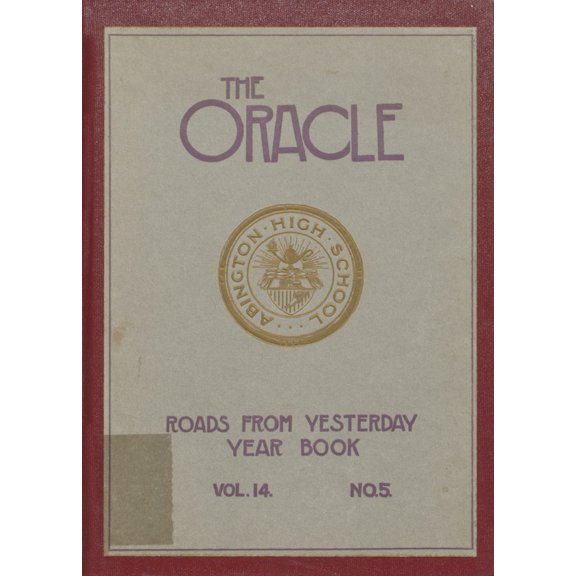 THE
ORACLE
ABINGTON · HIGH · SCHOOL · · ·
ROADS FROM YESTERDAY
YEAR BOOK
VOL. 14. NO. 5.